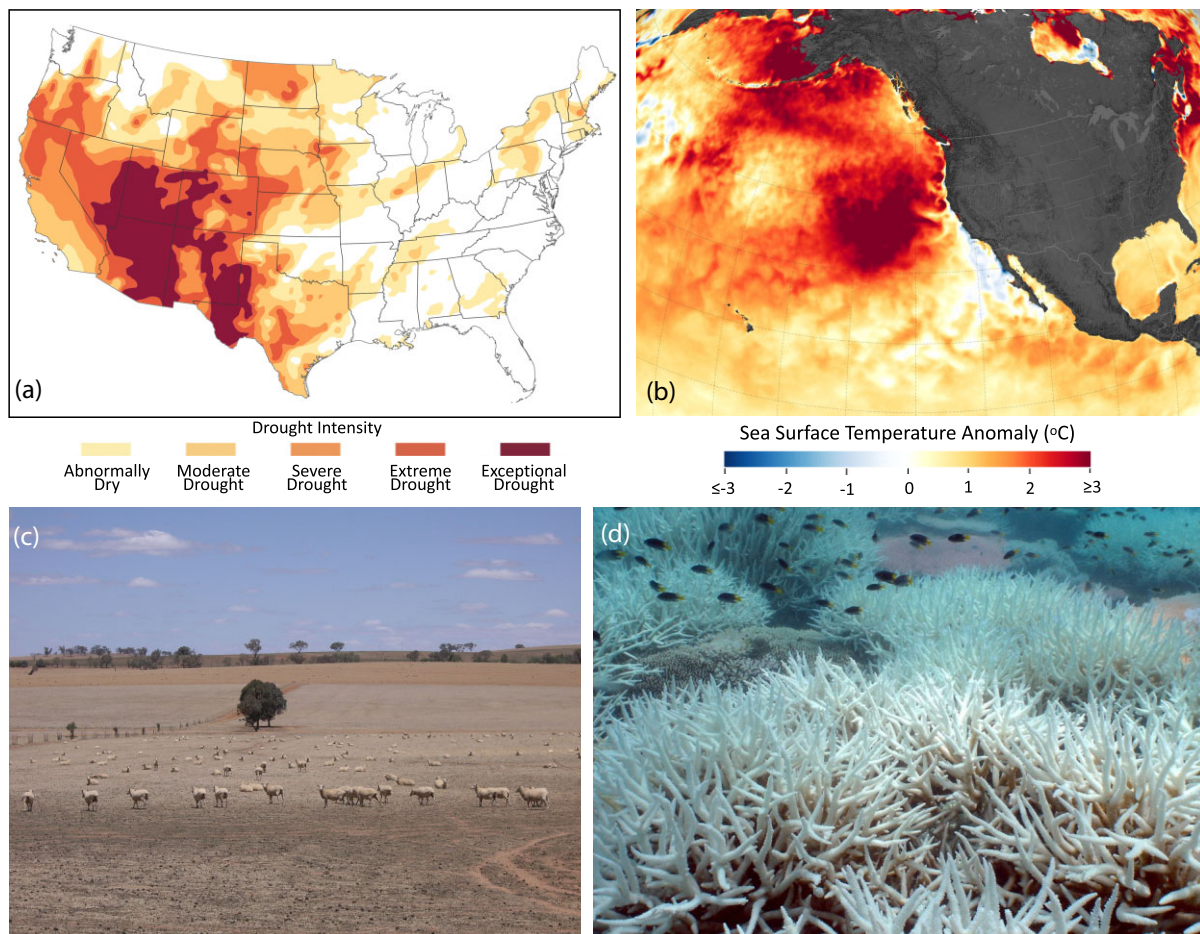 (a)
(b)
Drought Intensity
Abnormally
Dry
Moderate
Drought
Severe
Drought
Extreme
Drought
Exceptional
Drought
Sea Surface Temperature Anomaly (°C)
≤-3 -2 -1 0 1 2 ≥3
(c)
(d)